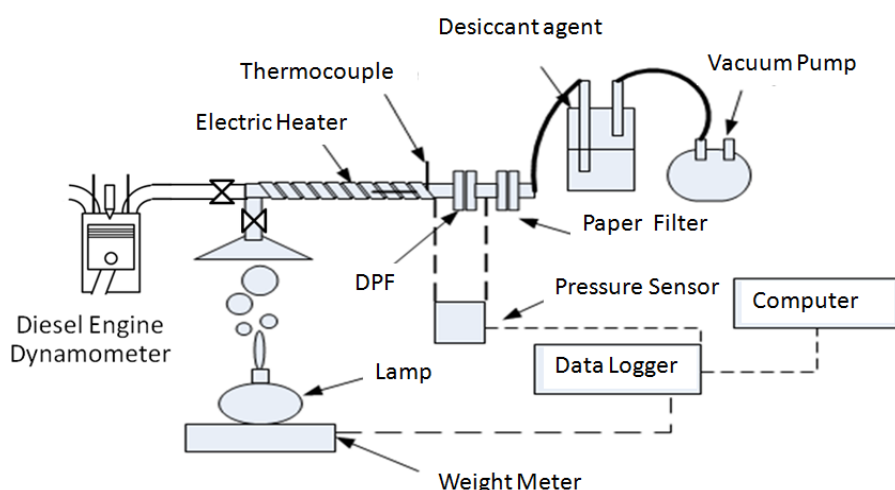 Desiccant agent
Vacuum Pump
Thermocouple
Electric Heater
Paper Filter
DPF
Pressure Sensor
Computer
Diesel Engine
Dynamometer
Data Logger
Lamp
Weight Meter